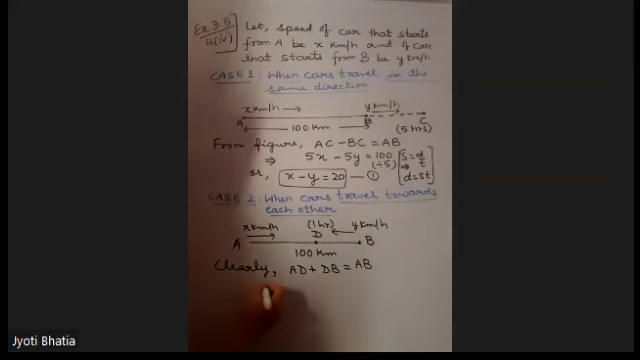 Ex 3.5
4(iv)
Let, speed of car that starts
from A be x km/h and of car
that starts from B be y km/h
CASE 1: When cars travel in the
same direction
x km/h → y km/h
A B C
100 Km (5 hrs)
From figure, AC - BC = AB
⇒ 5x - 5y = 100
(÷5)
or, x - y = 20 — ①
S = d/t
⇒
d = st
CASE 2: When cars travel towards
each other
x km/h (1 hr) y km/h
A D B
100 Km
Clearly, AD + DB = AB
Jyoti Bhatia